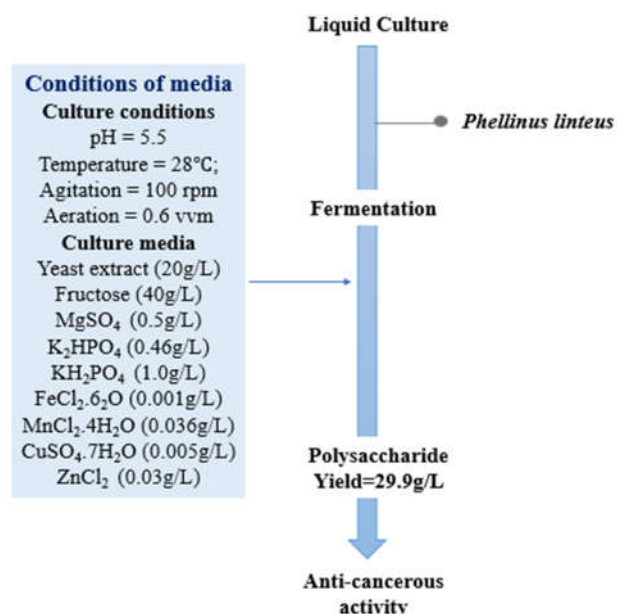 Liquid Culture
Conditions of media
Culture conditions
pH = 5.5
Temperature = 28℃;
Agitation = 100 rpm
Aeration = 0.6 vvm
Culture media
Yeast extract (20g/L)
Fructose (40g/L)
MgSO₄ (0.5g/L)
K₂HPO₄ (0.46g/L)
KH₂PO₄ (1.0g/L)
FeCl₂.6₂O (0.001g/L)
MnCl₂.4H₂O (0.036g/L)
CuSO₄.7H₂O (0.005g/L)
ZnCl₂ (0.03g/L)
Phellinus linteus
Fermentation
Polysaccharide
Yield=29.9g/L
Anti-cancerous
activity